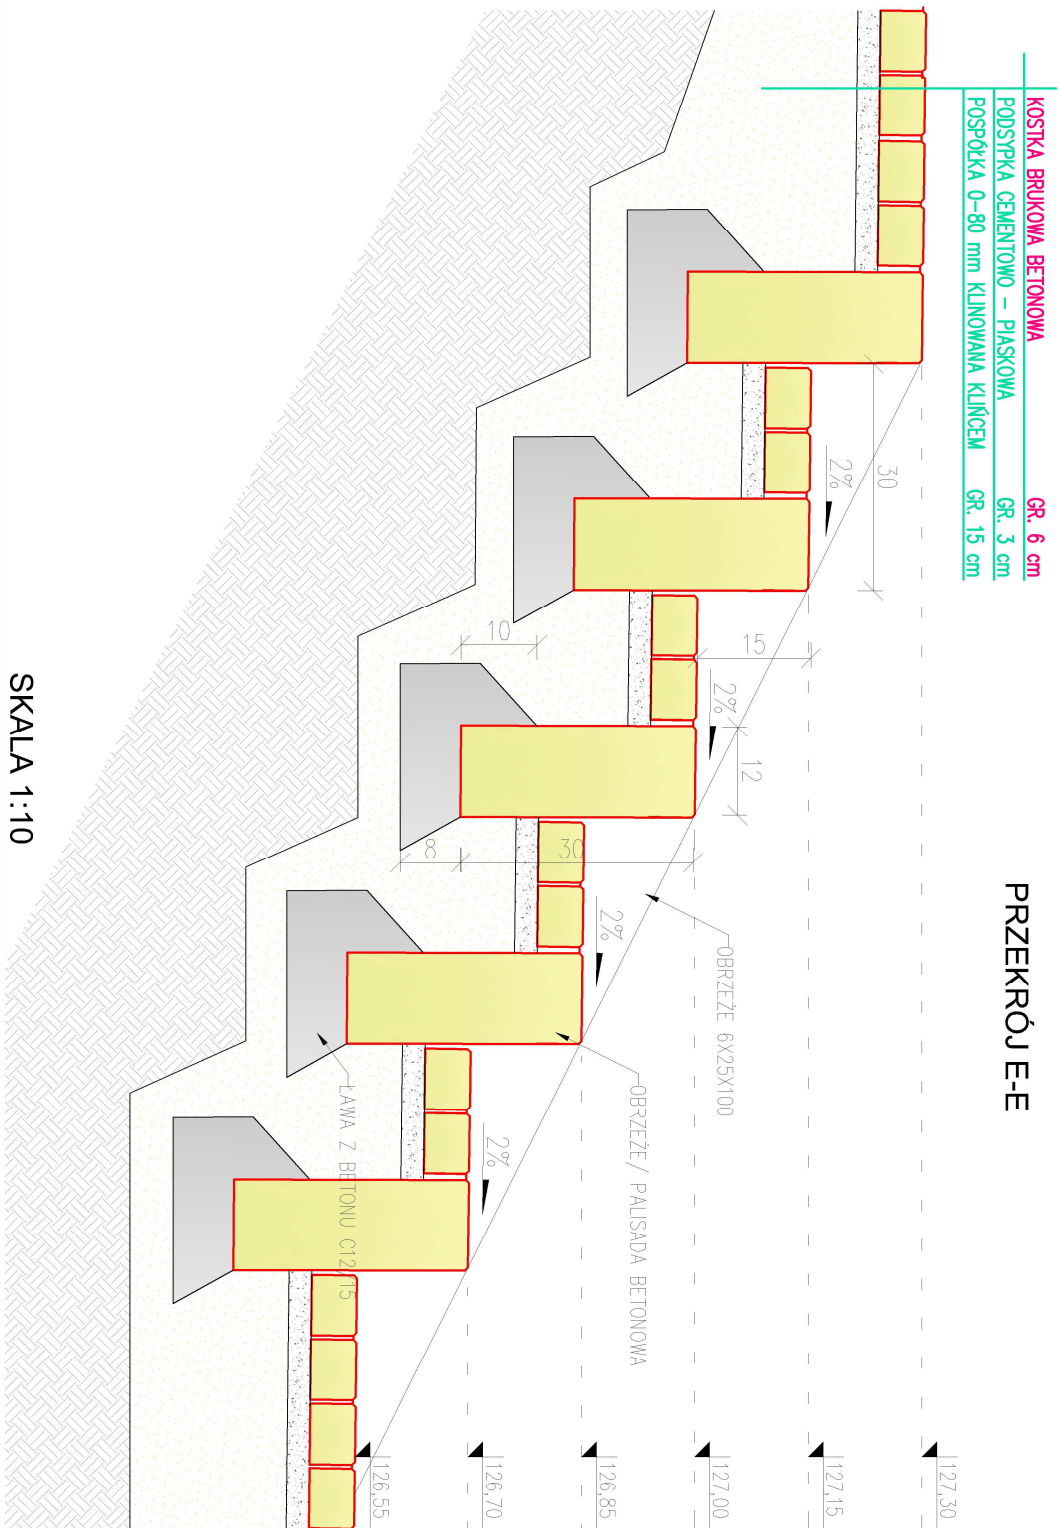 PRZEKRÓJ E-E
KOSTKA BRUKOWA BETONOWA GR. 6 cm
PODSYPKA CEMENTOWO - PIASKOWA GR. 3 cm
POSPÓŁKA 0-80 mm KLINOWANA KLIŃCEM GR. 15 cm
127,30
127,15
127,00
126,85
126,70
126,55
30
2%
15
2%
12
10
30
8
2%
2%
OBRZEŻE 6X25X100
OBRZEŻE/ PALISADA BETONOWA
ŁAWA Z BETONU C12/15
SKALA 1:10